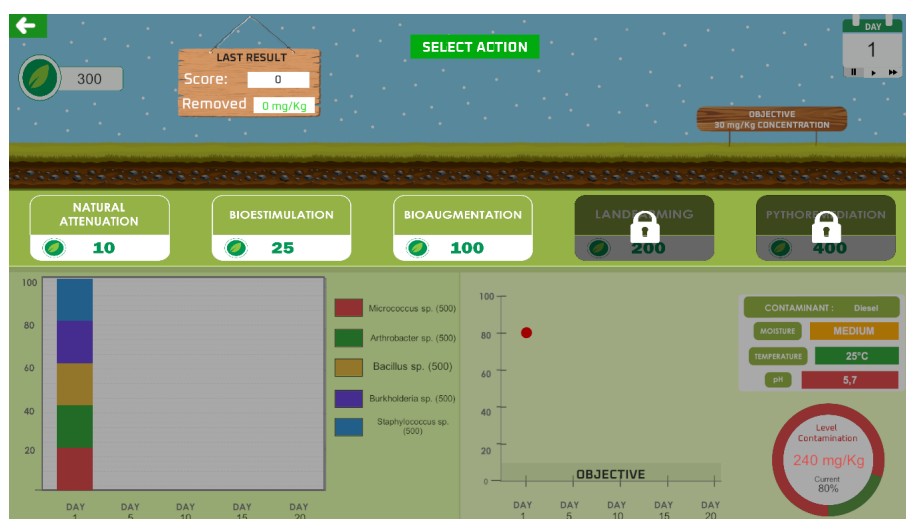 DAY
1
SELECT ACTION
LAST RESULT
Score: 0
Removed 0 mg/Kg
300
OBJECTIVE
30 mg/Kg CONCENTRATION
NATURAL
ATTENUATION
10
BIOESTIMULATION
25
BIOAUGMENTATION
100
LANDFARMING
200
PYTHOREMEDIATION
400
100
80
60
40
20
DAY
1
DAY
5
DAY
10
DAY
15
DAY
20
Micrococcus sp. (500)
Arthrobacter sp. (500)
Bacillus sp. (500)
Burkholderia sp. (500)
Staphylococcus sp.
(500)
100
80
60
40
20
0
OBJECTIVE
DAY
1
DAY
5
DAY
10
DAY
15
DAY
20
CONTAMINANT : Diesel
MOISTURE MEDIUM
TEMPERATURE 25°C
pH 5,7
Level
Contamination
240 mg/Kg
Current
80%